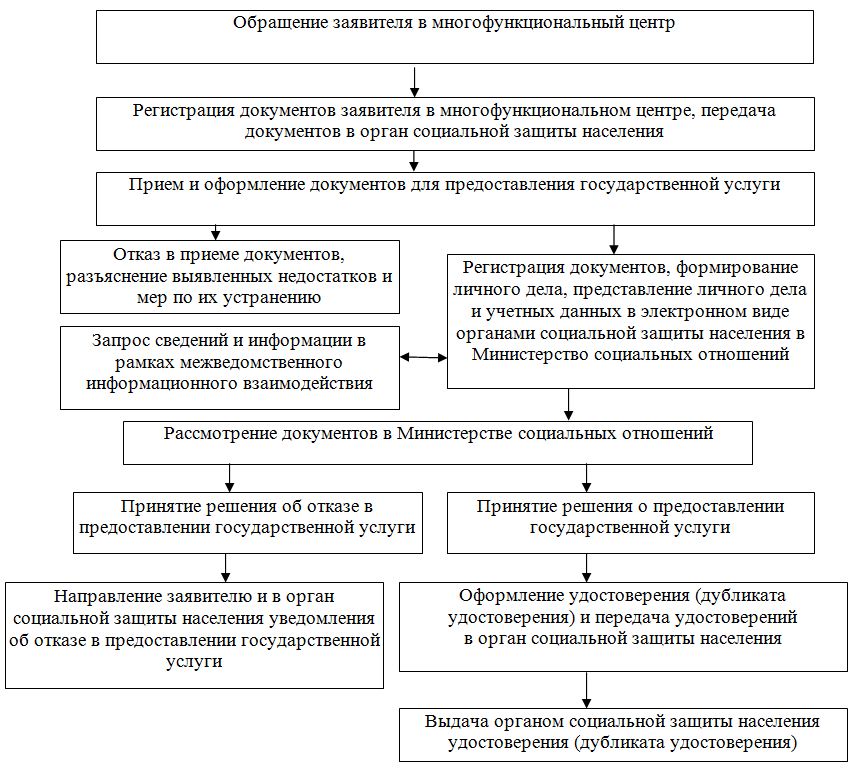 Обращение заявителя в многофункциональный центр
Регистрация документов заявителя в многофункциональном центре, передача
документов в орган социальной защиты населения
Прием и оформление документов для предоставления государственной услуги
Отказ в приеме документов,
разъяснение выявленных недостатков и
мер по их устранению
Регистрация документов, формирование
личного дела, представление личного дела
и учетных данных в электронном виде
органами социальной защиты населения в
Министерство социальных отношений
Запрос сведений и информации в
рамках межведомственного
информационного взаимодействия
Рассмотрение документов в Министерстве социальных отношений
Принятие решения об отказе в
предоставлении государственной услуги
Принятие решения о предоставлении
государственной услуги
Направление заявителю и в орган
социальной защиты населения уведомления
об отказе в предоставлении государственной
услуги
Оформление удостоверения (дубликата
удостоверения) и передача удостоверений
в орган социальной защиты населения
Выдача органом социальной защиты населения
удостоверения (дубликата удостоверения)